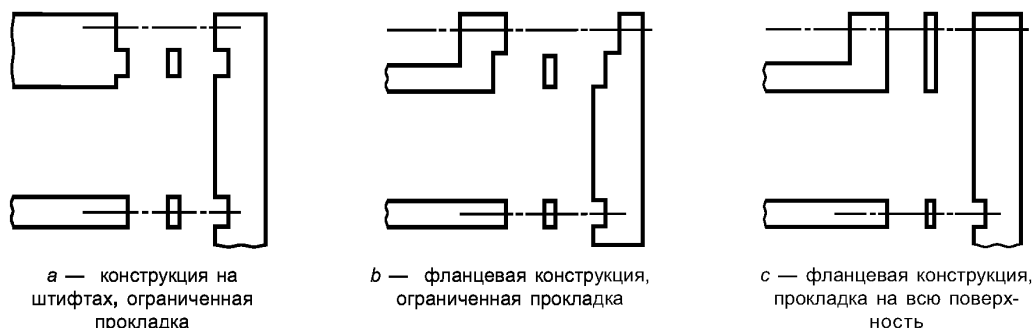 a — конструкция на
штифтах, ограниченная
прокладка
b — фланцевая конструкция,
ограниченная прокладка
c — фланцевая конструкция,
прокладка на всю поверх-
ность